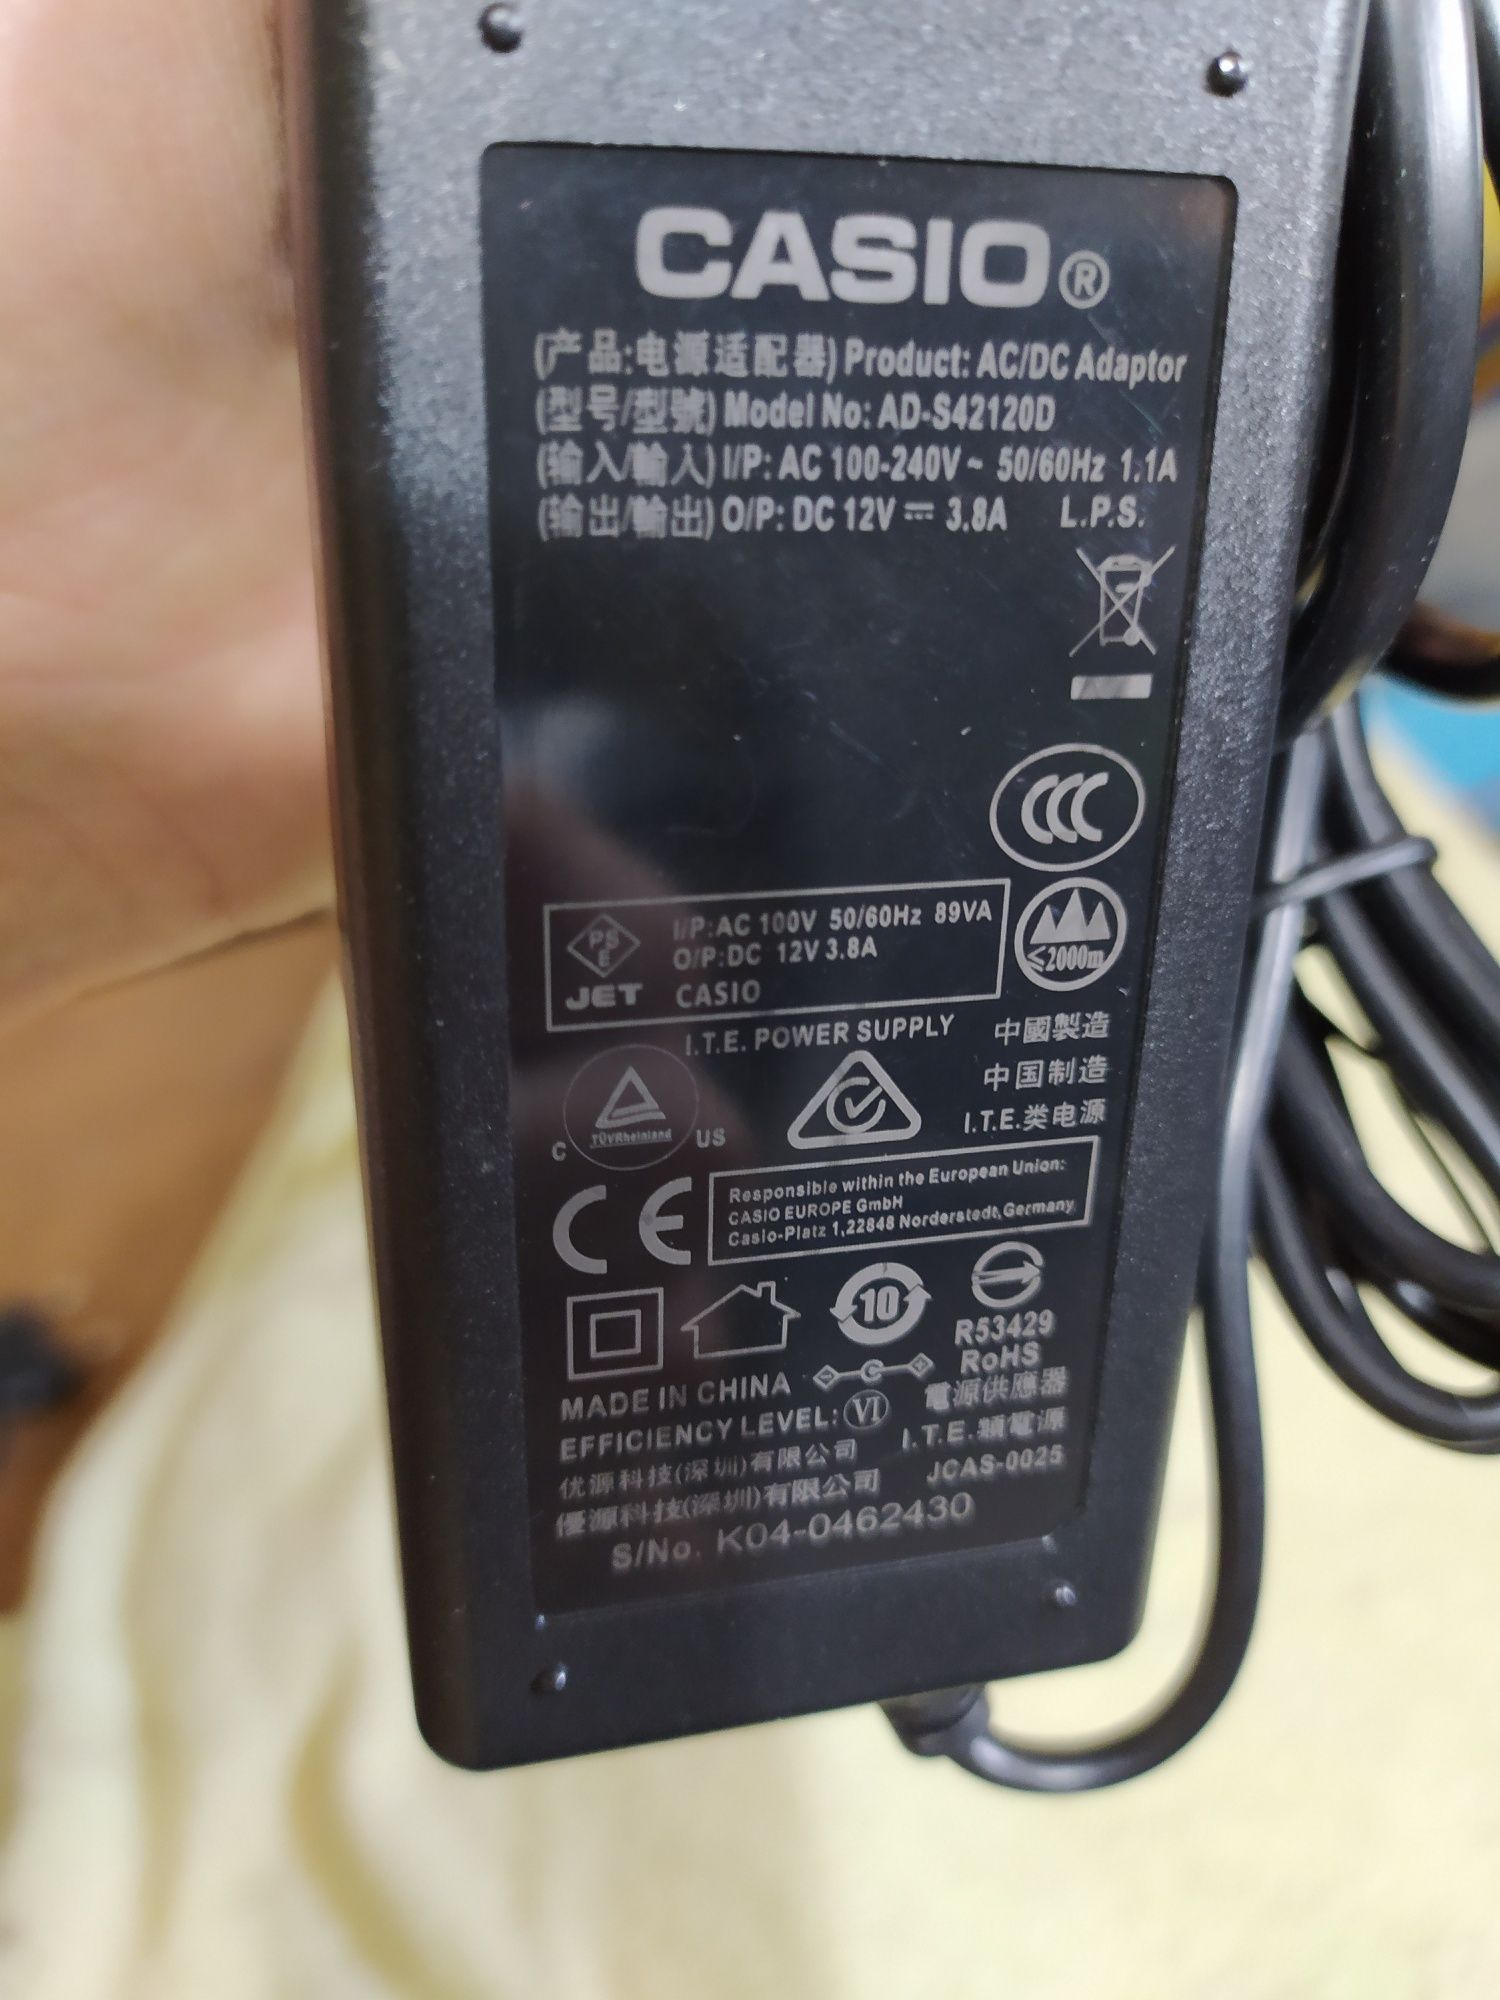 CASIO®
(产品:电源适配器) Product: AC/DC Adaptor
(型号/型號) Model No: AD-S42120D
(输入/輸入) I/P: AC 100-240V ~ 50/60Hz 1.1A
(输出/輸出) O/P: DC 12V ⎓ 3.8A L.P.S.
CCC
PS E
I/P:AC 100V 50/60Hz 89VA
O/P:DC 12V 3.8A
JET CASIO
≤2000m
I.T.E. POWER SUPPLY
中國製造
中国制造
I.T.E.类电源
TÜVRheinland
C US
CE
Responsible within the European Union:
CASIO EUROPE GmbH
Casio-Platz 1,22848 Norderstedt,Germany
10
R53429
RoHS
MADE IN CHINA
電源供應器
EFFICIENCY LEVEL: VI
I.T.E.類電源
优源科技(深圳)有限公司
JCAS-0025
優源科技(深圳)有限公司
S/No. K04-0462430